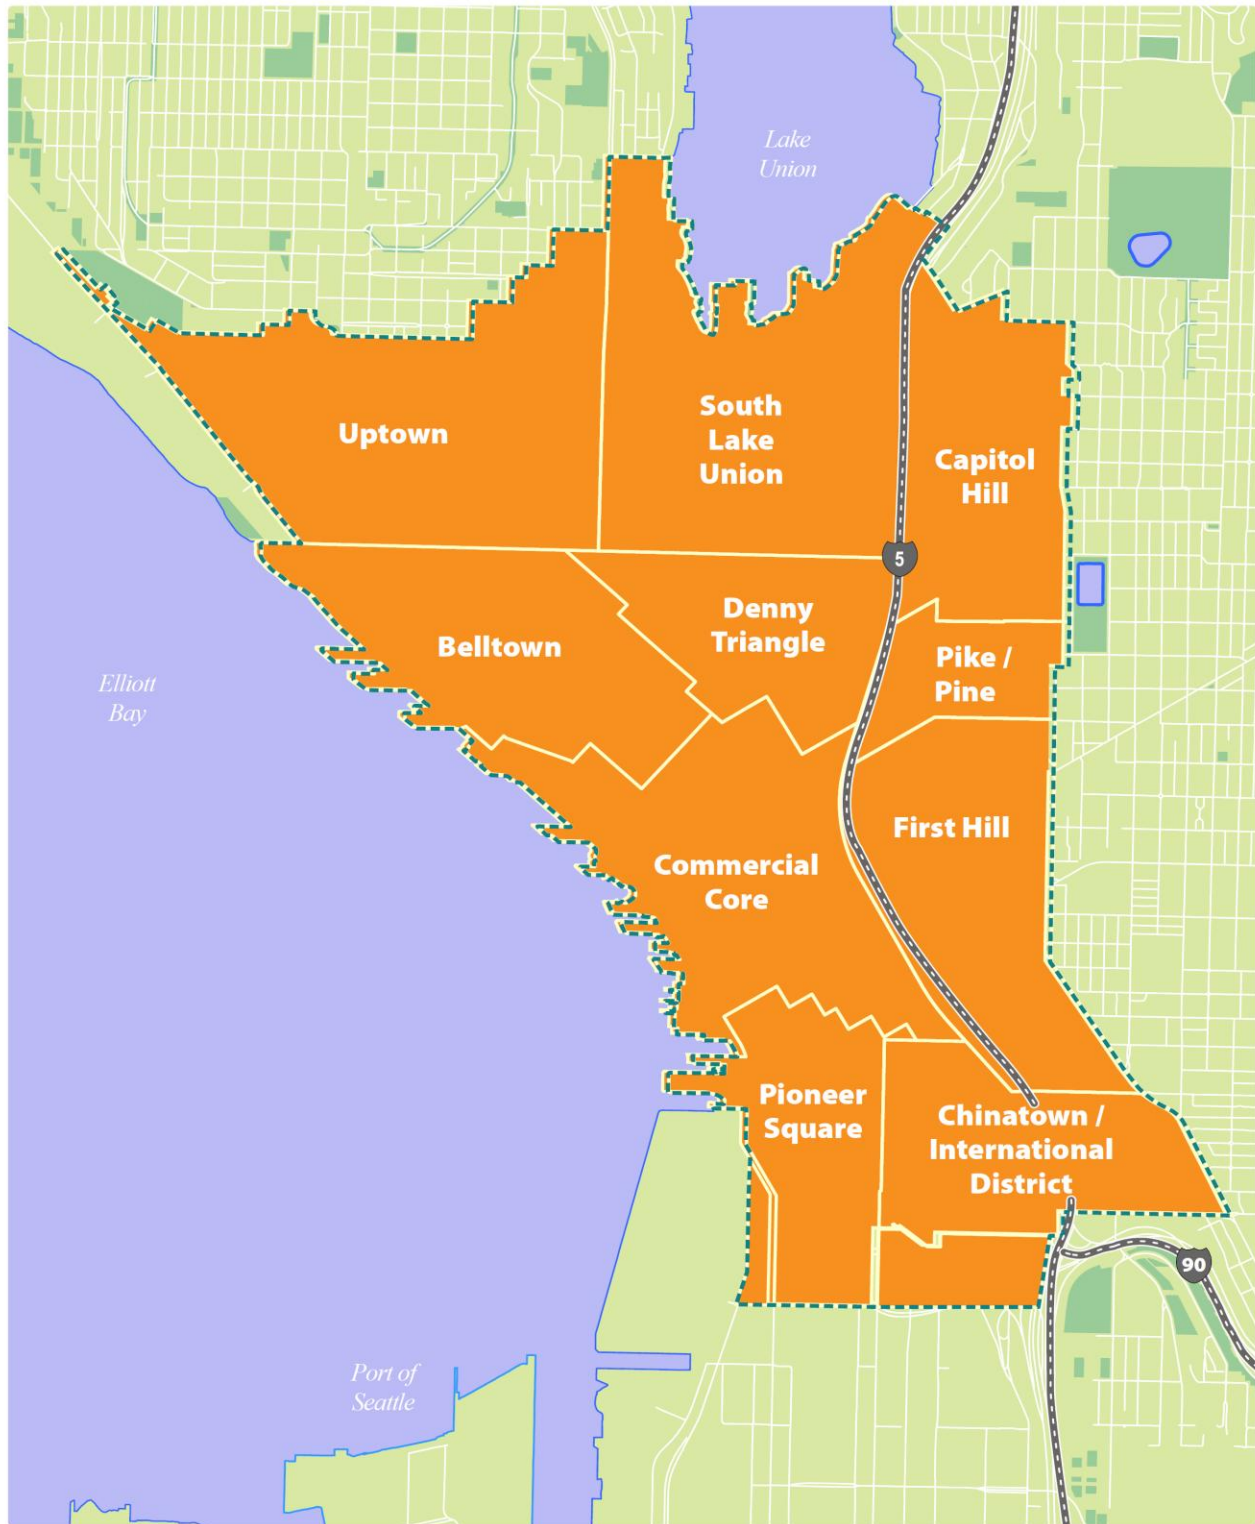 Lake
Union
Uptown
South
Lake
Union
Capitol
Hill
5
Denny
Triangle
Belltown
Pike /
Pine
Elliott
Bay
First Hill
Commercial
Core
Pioneer
Square
Chinatown /
International
District
90
Port of
Seattle